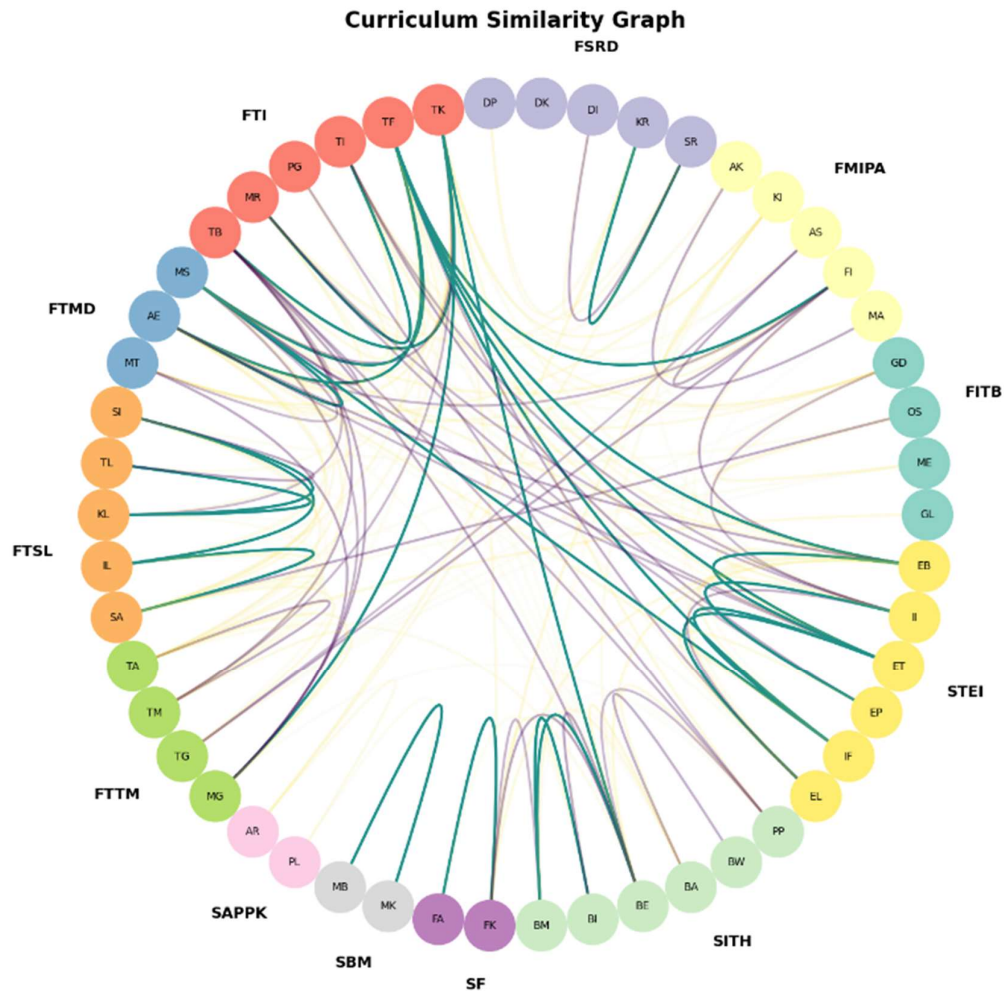 Curriculum Similarity Graph
FSRD
FTI
FMIPA
FTMD
FITB
FTSL
STEI
FTTM
SAPPK
SITH
SBM
SF
TK
DP
DK
DI
KR
SR
AK
KI
AS
FI
MA
GD
OS
ME
GL
EB
II
ET
EP
IF
EL
PP
BW
BA
BE
BI
BM
FK
FA
MK
MB
PL
AR
MG
TG
TM
TA
SA
IL
KL
TL
SI
MT
AE
MS
TB
MR
PG
TI
TF